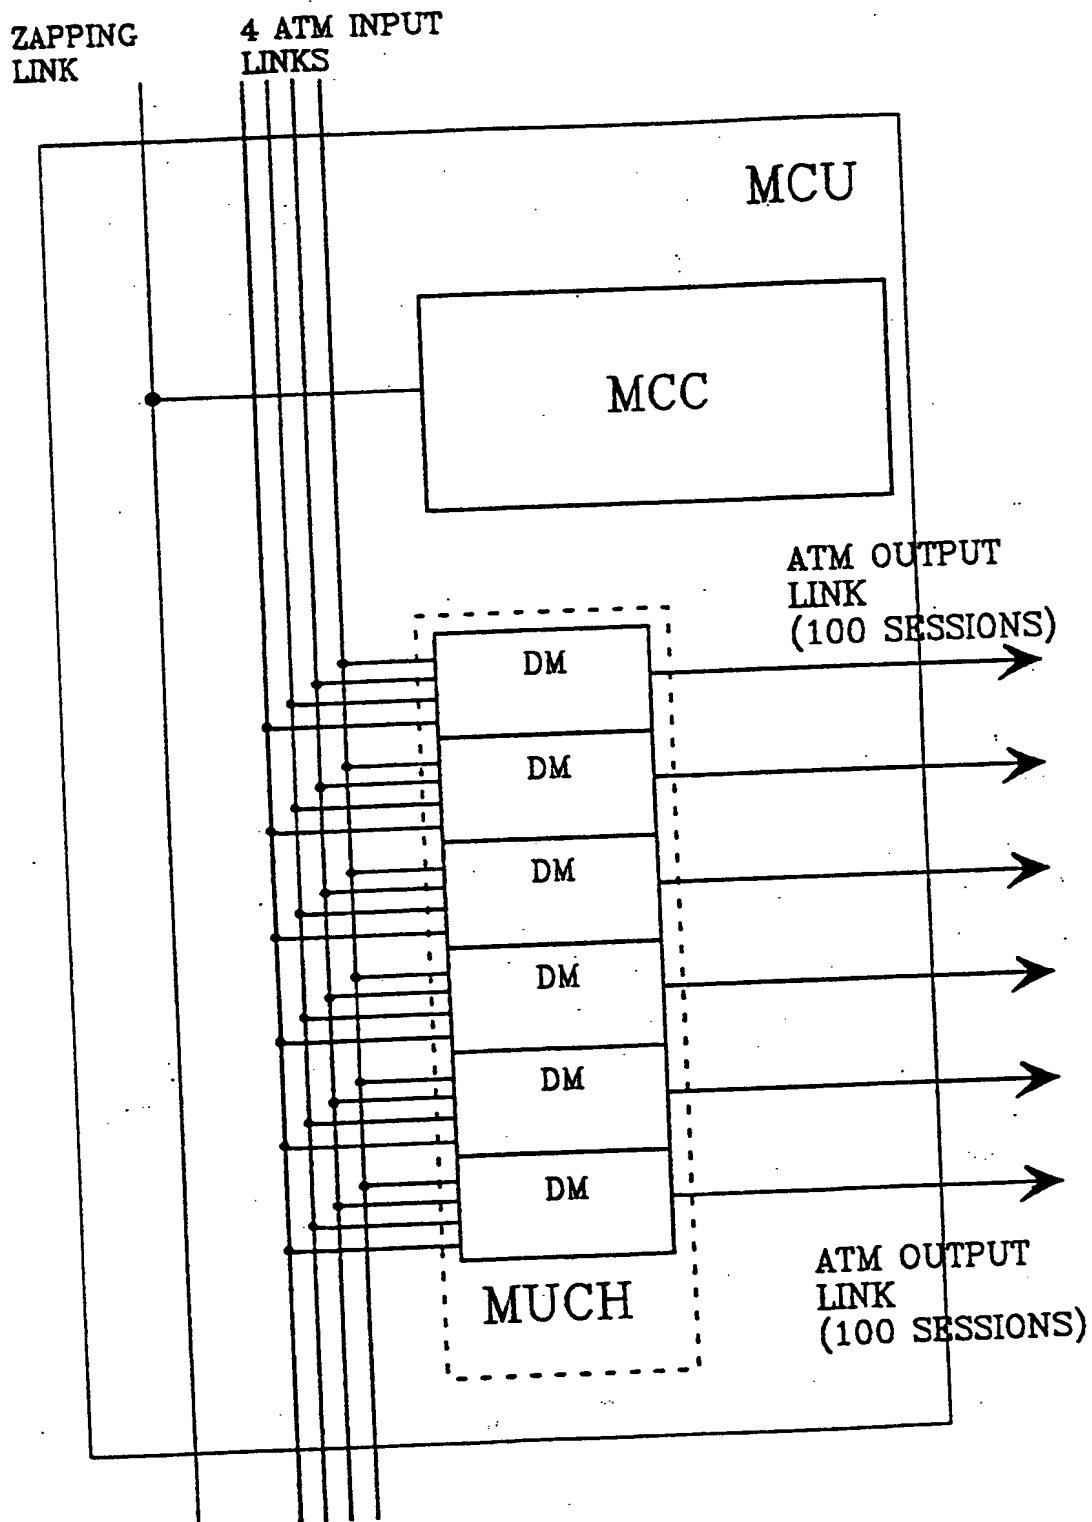 ZAPPING
LINK
4 ATM INPUT
LINKS
MCU
MCC
ATM OUTPUT
LINK
(100 SESSIONS)
DM
DM
DM
DM
DM
DM
MUCH
ATM OUTPUT
LINK
(100 SESSIONS)